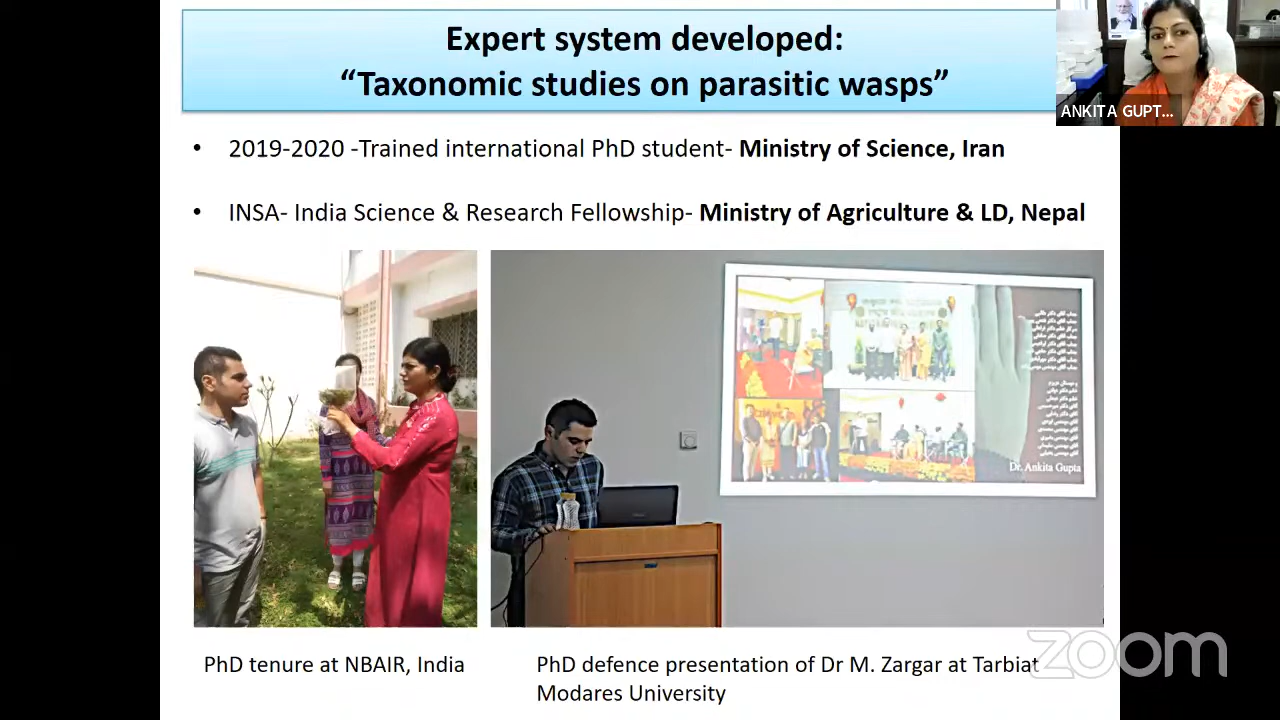 Expert system developed:
“Taxonomic studies on parasitic wasps”
ANKITA GUPT...
• 2019-2020 -Trained international PhD student- Ministry of Science, Iran
• INSA- India Science & Research Fellowship- Ministry of Agriculture & LD, Nepal
Dr. Ankita Gupta
PhD tenure at NBAIR, India
PhD defence presentation of Dr M. Zargar at Tarbiat
Modares University
zoom